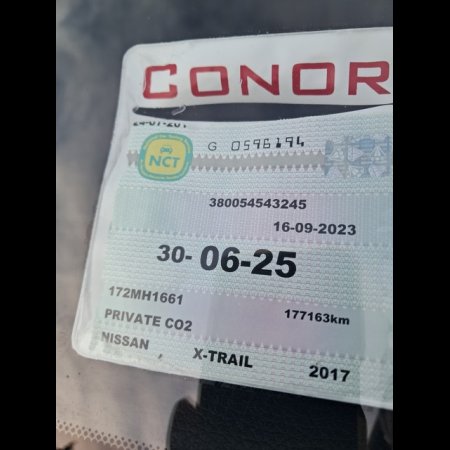 CONOR
NCT
G 0596194
380054543245
16-09-2023
30-06-25
172MH1661
177163km
PRIVATE CO2
NISSAN X-TRAIL 2017